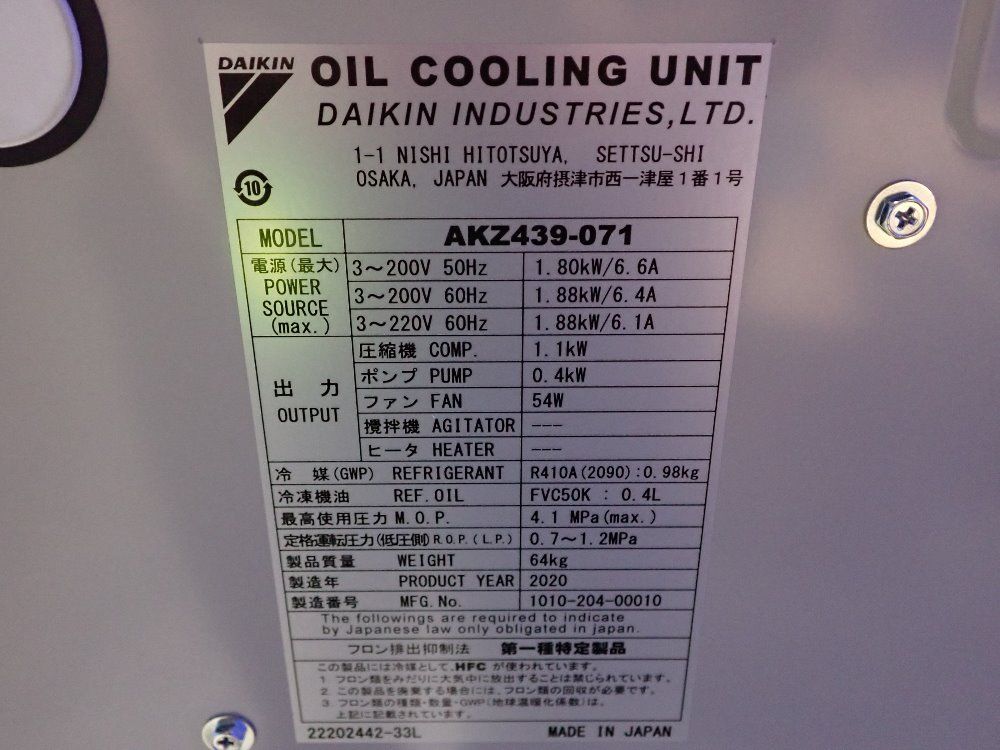 DAIKIN OIL COOLING UNIT
DAIKIN INDUSTRIES,LTD.
1-1 NISHI HITOTSUYA, SETTSU-SHI
OSAKA, JAPAN 大阪府摂津市西一津屋1番1号
10
MODEL AKZ439-071
電源(最大) POWER SOURCE (max.)
3～200V 50Hz 1.80kW/6.6A
3～200V 60Hz 1.88kW/6.4A
3～220V 60Hz 1.88kW/6.1A
出力 OUTPUT
圧縮機 COMP. 1.1kW
ポンプ PUMP 0.4kW
ファン FAN 54W
攪拌機 AGITATOR ---
ヒータ HEATER ---
冷媒(GWP) REFRIGERANT R410A(2090):0.98kg
冷凍機油 REF.OIL FVC50K : 0.4L
最高使用圧力 M.O.P. 4.1 MPa(max.)
定格運転圧力(低圧側) R.O.P.(L.P.) 0.7～1.2MPa
製品質量 WEIGHT 64kg
製造年 PRODUCT YEAR 2020
製造番号 MFG.No. 1010-204-00010
The followings are required to indicate
by Japanese law only obligated in japan.
フロン排出抑制法 第一種特定製品
この製品には冷媒として、HFC が使われています。
1. フロン類をみだりに大気中に放出することは禁じられています。
2. この製品を廃棄する場合には、フロン類の回収が必要です。
3. フロン類の種類・数量・GWP(地球温暖化係数)は、
上記に記載されています。
22202442-33L MADE IN JAPAN